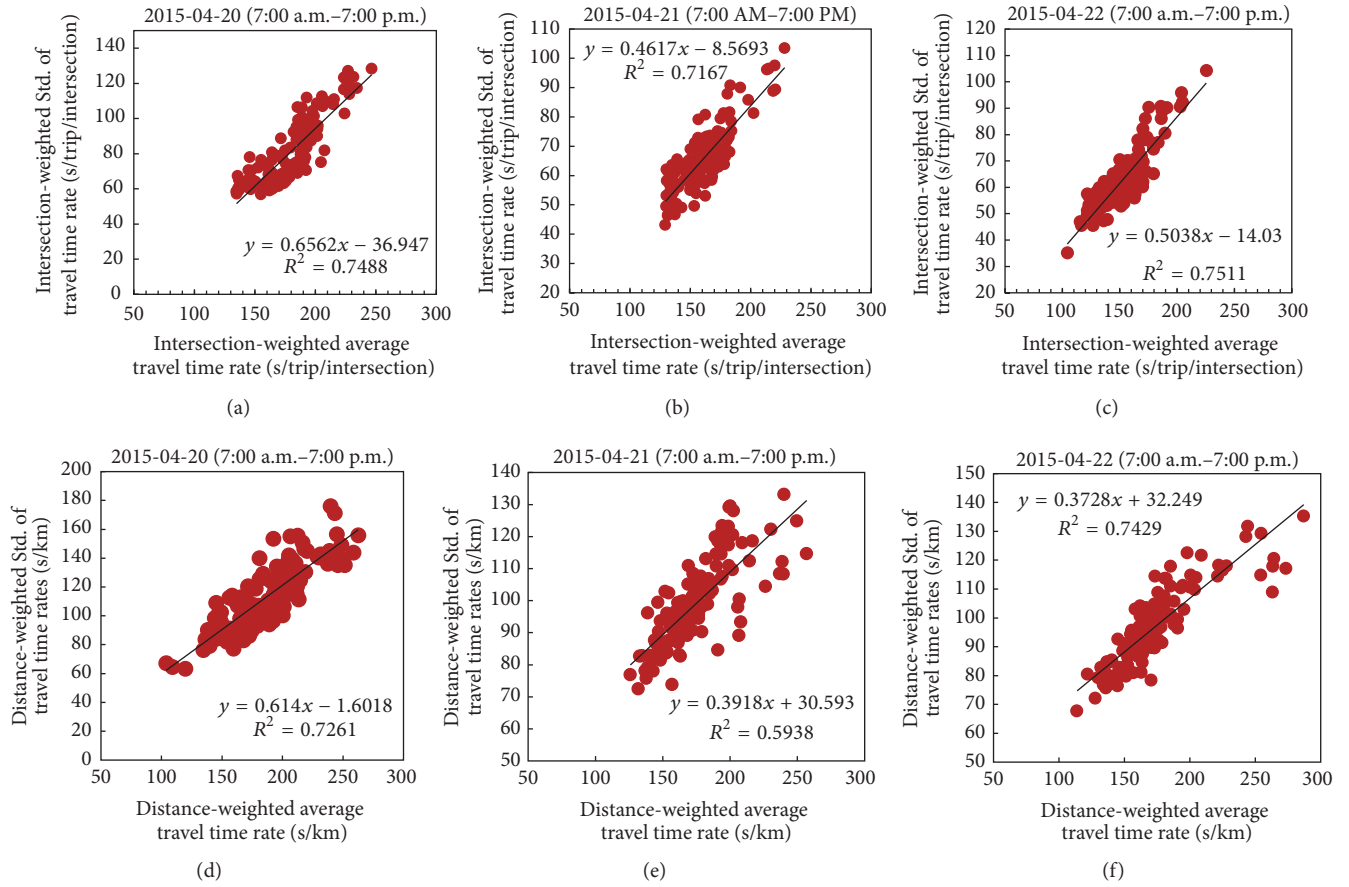 2015-04-20 (7:00 a.m.–7:00 p.m.)
140
120
100
80
60
40
20
0
50 100 150 200 250 300
Intersection-weighted Std. of
travel time rate (s/trip/intersection)
y = 0.6562x − 36.947
R² = 0.7488
Intersection-weighted average
travel time rate (s/trip/intersection)
(a)
2015-04-21 (7:00 AM–7:00 PM)
110
100
90
80
70
60
50
40
30
20
50 100 150 200 250 300
Intersection-weighted Std. of
travel time rate (s/trip/intersection)
y = 0.4617x − 8.5693
R² = 0.7167
Intersection-weighted average
travel time rate (s/trip/intersection)
(b)
2015-04-22 (7:00 a.m.–7:00 p.m.)
120
110
100
90
80
70
60
50
40
30
20
50 100 150 200 250 300
Intersection-weighted Std. of
travel time rate (s/trip/intersection)
y = 0.5038x − 14.03
R² = 0.7511
Intersection-weighted average
travel time rate (s/trip/intersection)
(c)
2015-04-20 (7:00 a.m.–7:00 p.m.)
200
180
160
140
120
100
80
60
40
20
0
50 100 150 200 250 300
Distance-weighted Std. of
travel time rates (s/km)
y = 0.614x − 1.6018
R² = 0.7261
Distance-weighted average
travel time rate (s/km)
(d)
2015-04-21 (7:00 a.m.–7:00 p.m.)
140
130
120
110
100
90
80
70
60
50
50 100 150 200 250 300
Distance-weighted Std. of
travel time rates (s/km)
y = 0.3918x + 30.593
R² = 0.5938
Distance-weighted average
travel time rate (s/km)
(e)
2015-04-22 (7:00 a.m.–7:00 p.m.)
150
140
130
120
110
100
90
80
70
60
50
50 100 150 200 250 300
Distance-weighted Std. of
travel time rates (s/km)
y = 0.3728x + 32.249
R² = 0.7429
Distance-weighted average
travel time rate (s/km)
(f)